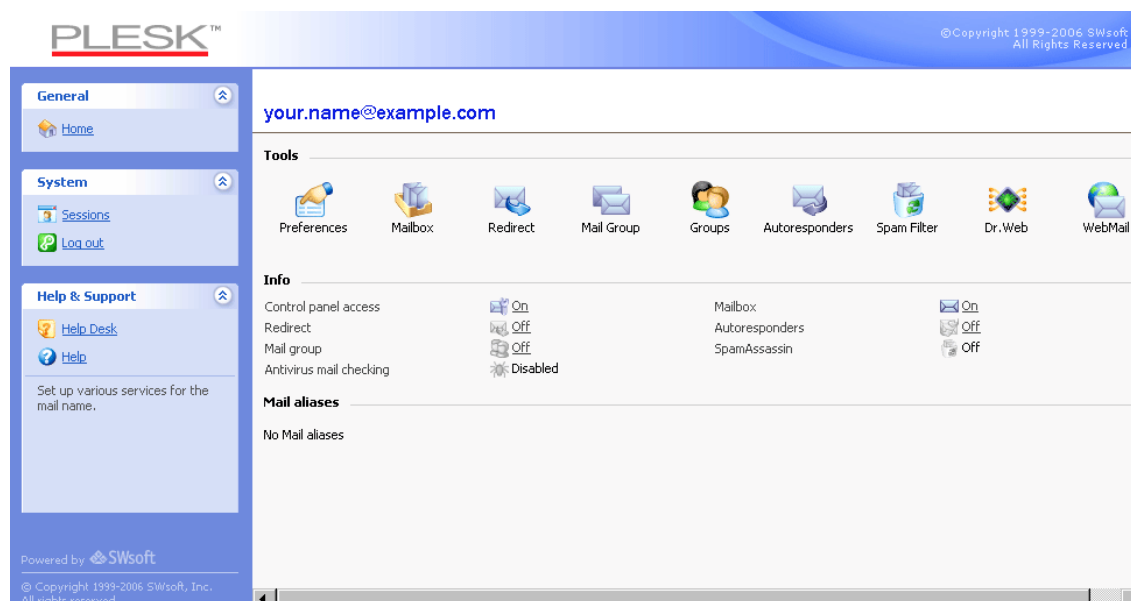 PLESK™
©Copyright 1999-2006 SWsoft
All Rights Reserved
General
Home
System
Sessions
Log out
Help & Support
Help Desk
Help
Set up various services for the
mail name.
Powered by SWsoft
© Copyright 1999-2006 SWsoft, Inc.
All rights reserved
your.name@example.com
Tools
Preferences Mailbox Redirect Mail Group Groups Autoresponders Spam Filter Dr.Web WebMail
Info
Control panel access On Mailbox On
Redirect Off Autoresponders Off
Mail group Off SpamAssassin Off
Antivirus mail checking Disabled
Mail aliases
No Mail aliases